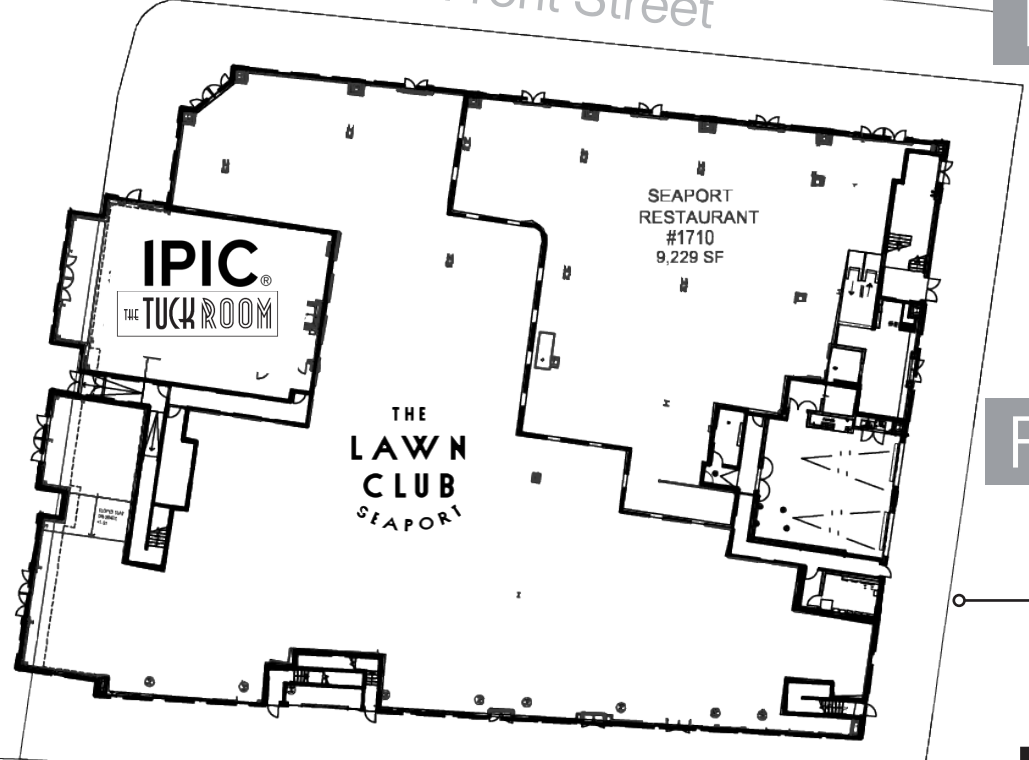 Front Street
SEAPORT
RESTAURANT
#1710
9,229 SF
IPIC®
THE TUCK ROOM
THE
LAWN
CLUB
SEAPORT